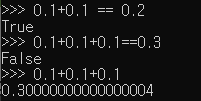 >>> 0.1+0.1 == 0.2
True
>>> 0.1+0.1+0.1==0.3
False
>>> 0.1+0.1+0.1
0.30000000000000004